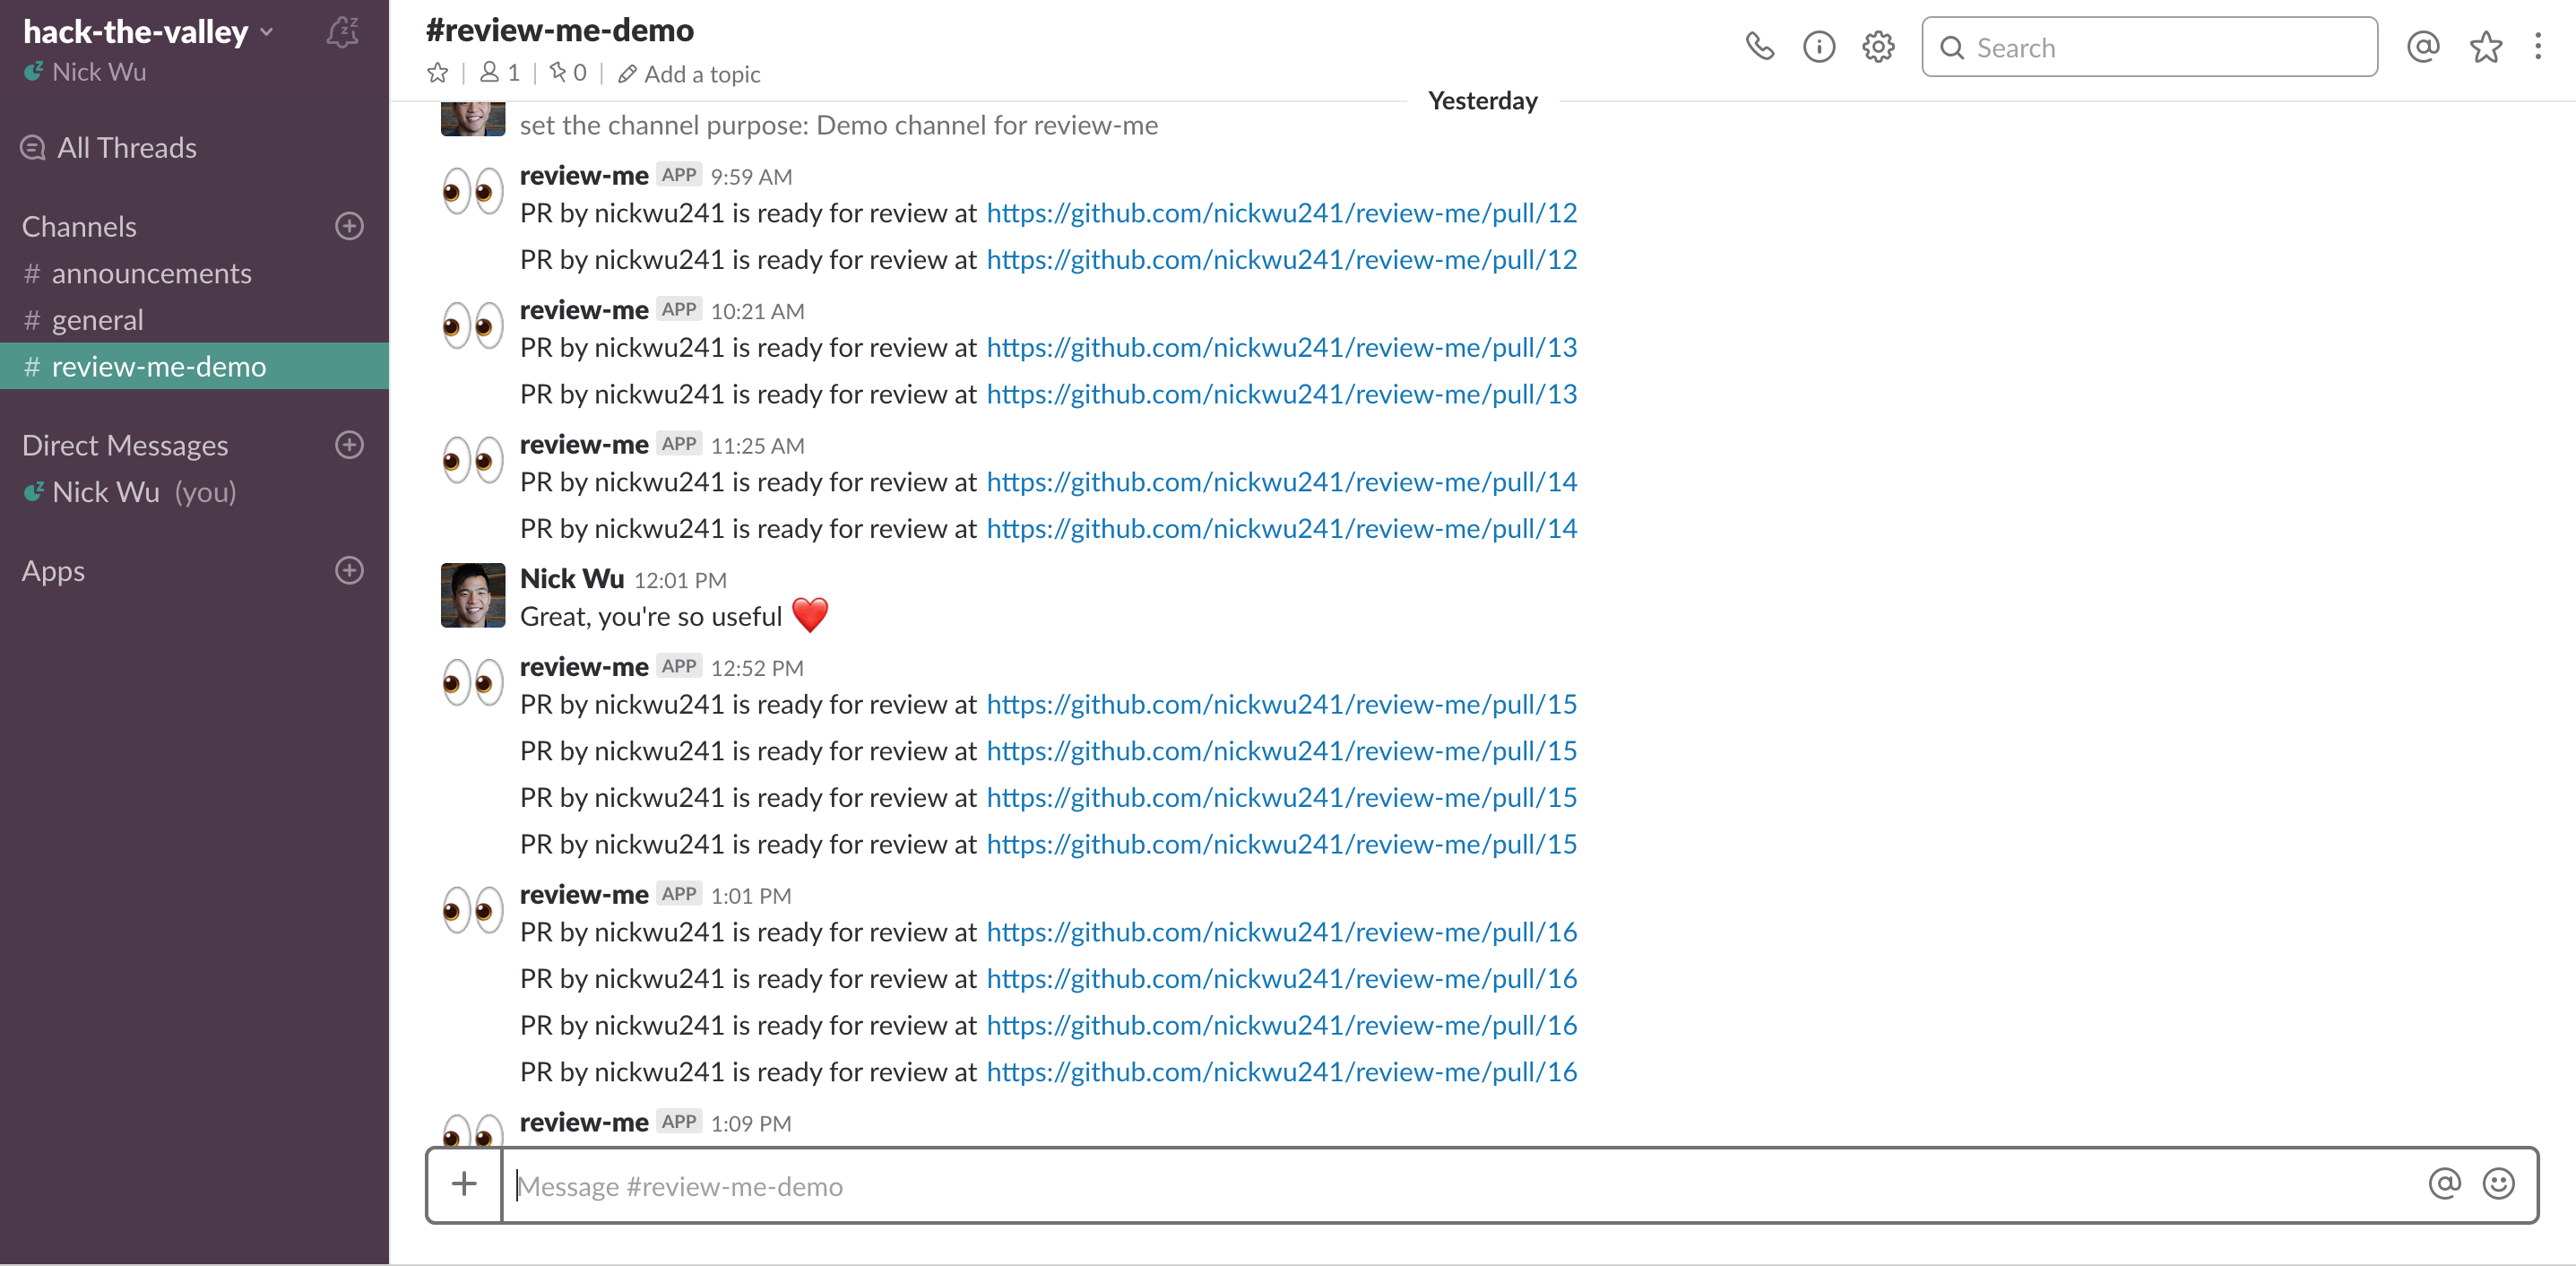 hack-the-valley
Nick Wu
All Threads
Channels
# announcements
# general
# review-me-demo
Direct Messages
Nick Wu (you)
Apps
#review-me-demo
1 | 0 | Add a topic
Search
Yesterday
set the channel purpose: Demo channel for review-me
review-me APP 9:59 AM
PR by nickwu241 is ready for review at https://github.com/nickwu241/review-me/pull/12
PR by nickwu241 is ready for review at https://github.com/nickwu241/review-me/pull/12
review-me APP 10:21 AM
PR by nickwu241 is ready for review at https://github.com/nickwu241/review-me/pull/13
PR by nickwu241 is ready for review at https://github.com/nickwu241/review-me/pull/13
review-me APP 11:25 AM
PR by nickwu241 is ready for review at https://github.com/nickwu241/review-me/pull/14
PR by nickwu241 is ready for review at https://github.com/nickwu241/review-me/pull/14
Nick Wu 12:01 PM
Great, you're so useful ❤️
review-me APP 12:52 PM
PR by nickwu241 is ready for review at https://github.com/nickwu241/review-me/pull/15
PR by nickwu241 is ready for review at https://github.com/nickwu241/review-me/pull/15
PR by nickwu241 is ready for review at https://github.com/nickwu241/review-me/pull/15
PR by nickwu241 is ready for review at https://github.com/nickwu241/review-me/pull/15
review-me APP 1:01 PM
PR by nickwu241 is ready for review at https://github.com/nickwu241/review-me/pull/16
PR by nickwu241 is ready for review at https://github.com/nickwu241/review-me/pull/16
PR by nickwu241 is ready for review at https://github.com/nickwu241/review-me/pull/16
PR by nickwu241 is ready for review at https://github.com/nickwu241/review-me/pull/16
review-me APP 1:09 PM
Message #review-me-demo